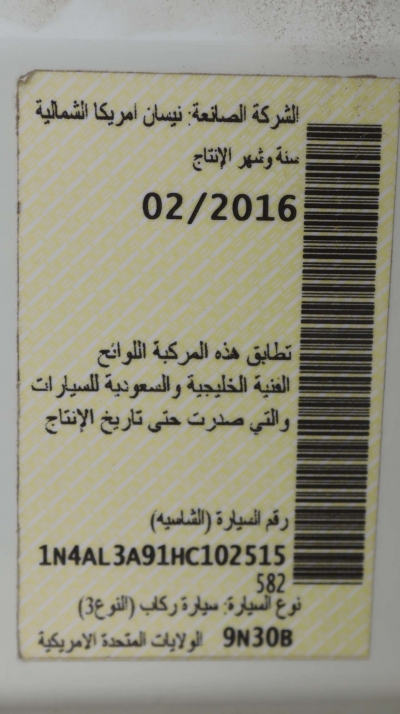 الشركة الصانعة: نيسان امريكا الشمالية
سنة وشهر الإنتاج
02/2016
تطابق هذه المركبة اللوائح
الفنية الخليجية والسعودية للسيارات
والتي صدرت حتى تاريخ الإنتاج
رقم السيارة (الشاسيه)
1N4AL3A91HC102515
582
نوع السيارة: سيارة ركاب (النوع3)
9N30B الولايات المتحدة الامريكية